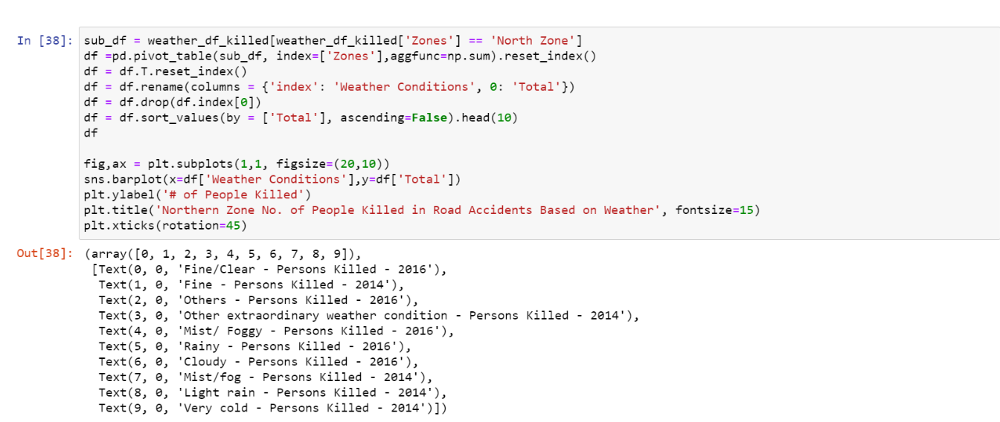 In [38]: sub_df = weather_df_killed[weather_df_killed['Zones'] == 'North Zone']
df =pd.pivot_table(sub_df, index=['Zones'],aggfunc=np.sum).reset_index()
df = df.T.reset_index()
df = df.rename(columns = {'index': 'Weather Conditions', 0: 'Total'})
df = df.drop(df.index[0])
df = df.sort_values(by = ['Total'], ascending=False).head(10)
df
fig,ax = plt.subplots(1,1, figsize=(20,10))
sns.barplot(x=df['Weather Conditions'],y=df['Total'])
plt.ylabel('# of People Killed')
plt.title('Northern Zone No. of People Killed in Road Accidents Based on Weather', fontsize=15)
plt.xticks(rotation=45)
Out[38]: (array([0, 1, 2, 3, 4, 5, 6, 7, 8, 9]),
[Text(0, 0, 'Fine/Clear - Persons Killed - 2016'),
Text(1, 0, 'Fine - Persons Killed - 2014'),
Text(2, 0, 'Others - Persons Killed - 2016'),
Text(3, 0, 'Other extraordinary weather condition - Persons Killed - 2014'),
Text(4, 0, 'Mist/ Foggy - Persons Killed - 2016'),
Text(5, 0, 'Rainy - Persons Killed - 2016'),
Text(6, 0, 'Cloudy - Persons Killed - 2016'),
Text(7, 0, 'Mist/fog - Persons Killed - 2014'),
Text(8, 0, 'Light rain - Persons Killed - 2014'),
Text(9, 0, 'Very cold - Persons Killed - 2014')])